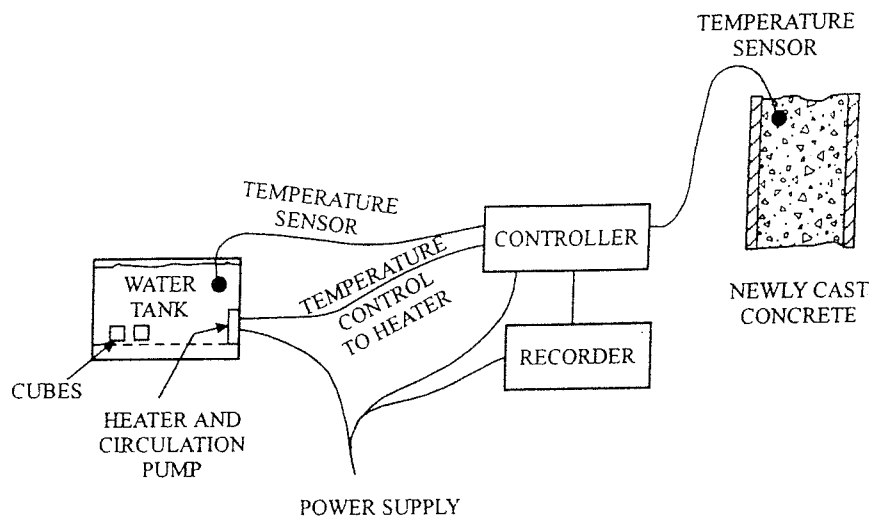 TEMPERATURE
SENSOR
TEMPERATURE
SENSOR
CONTROLLER
WATER
TANK
TEMPERATURE
CONTROL
TO HEATER
NEWLY CAST
CONCRETE
RECORDER
CUBES
HEATER AND
CIRCULATION
PUMP
POWER SUPPLY